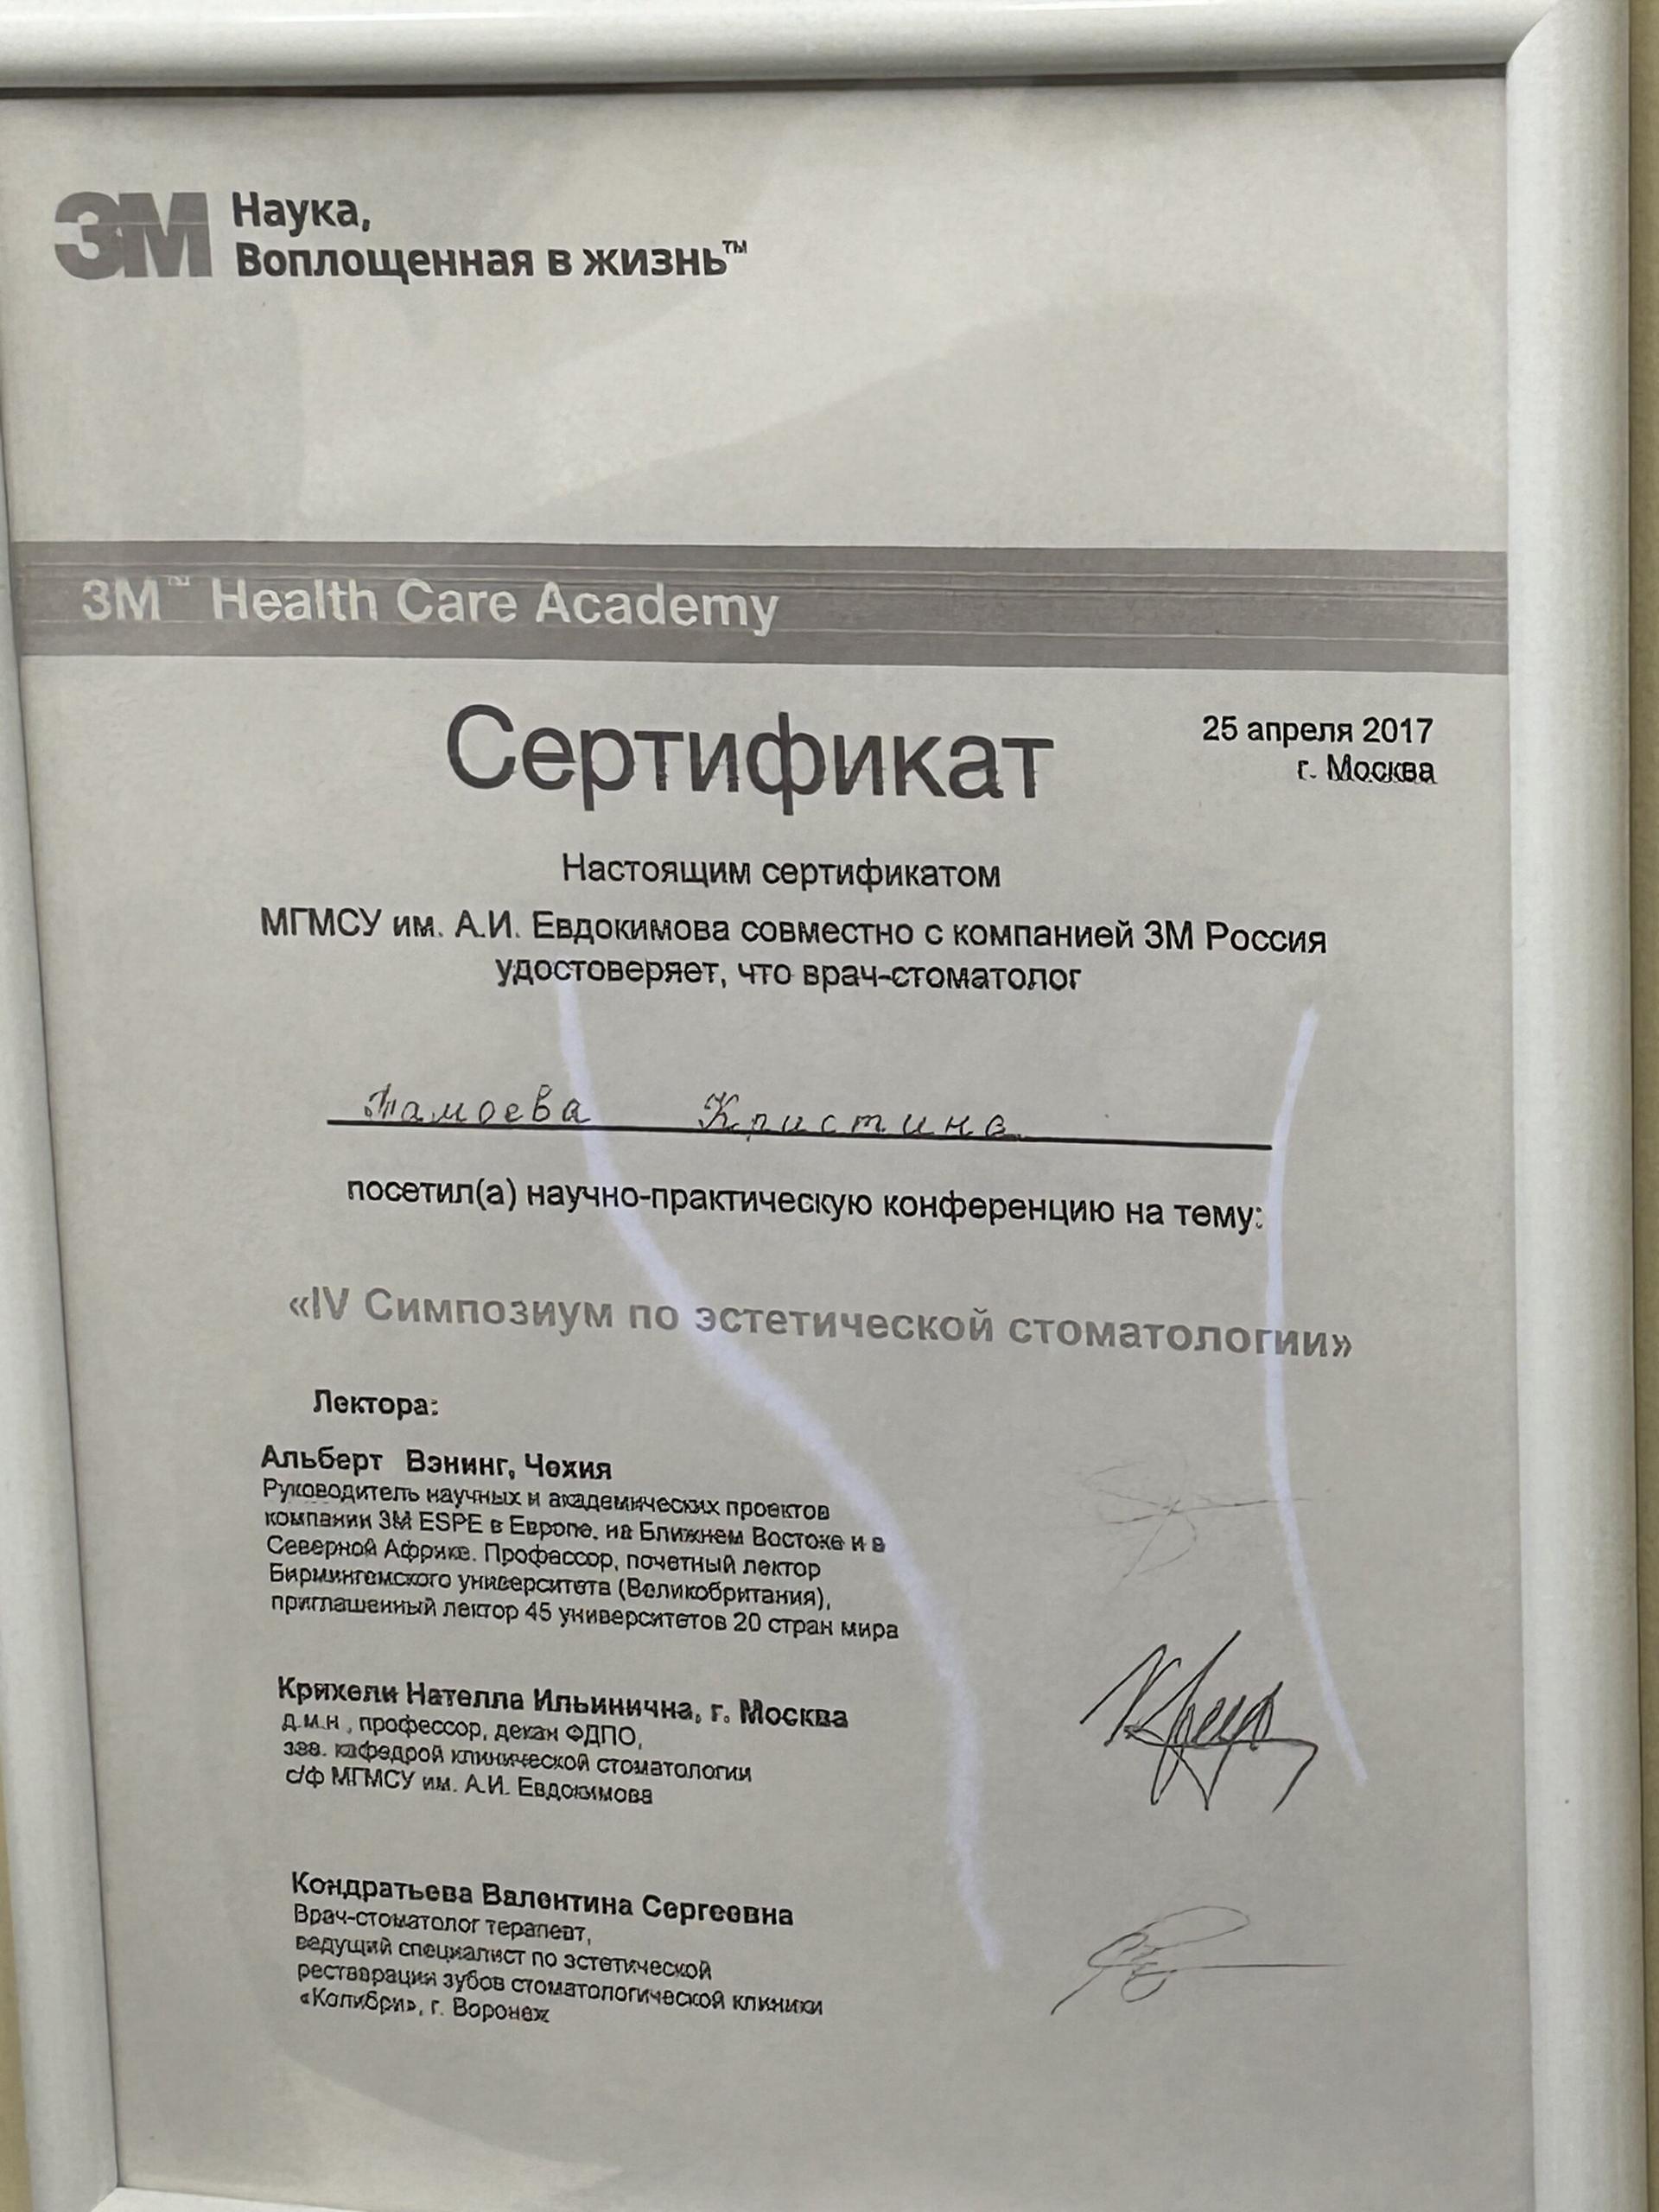 3M Наука,
Воплощенная в жизнь™
3M™ Health Care Academy
Сертификат
25 апреля 2017
г. Москва
Настоящим сертификатом
МГМСУ им. А.И. Евдокимова совместно с компанией 3М Россия
удостоверяет, что врач-стоматолог
Тамоева Кристина
посетил(а) научно-практическую конференцию на тему:
«IV Симпозиум по эстетической стоматологии»
Лектора:
Альберт Вэнинг, Чехия
Руководитель научных и академических проектов
компании 3M ESPE в Европе, на Ближнем Востоке и в
Северной Африке. Профессор, почетный лектор
Бирмингемского университета (Великобритания),
приглашенный лектор 45 университетов 20 стран мира
Крихели Нателла Ильинична, г. Москва
д.м.н., профессор, декан ФДПО,
зав. кафедрой клинической стоматологии
с/ф МГМСУ им. А.И. Евдокимова
Кондратьева Валентина Сергеевна
Врач-стоматолог терапевт,
ведущий специалист по эстетической
реставрации зубов стоматологической клиники
«Колибри», г. Воронеж